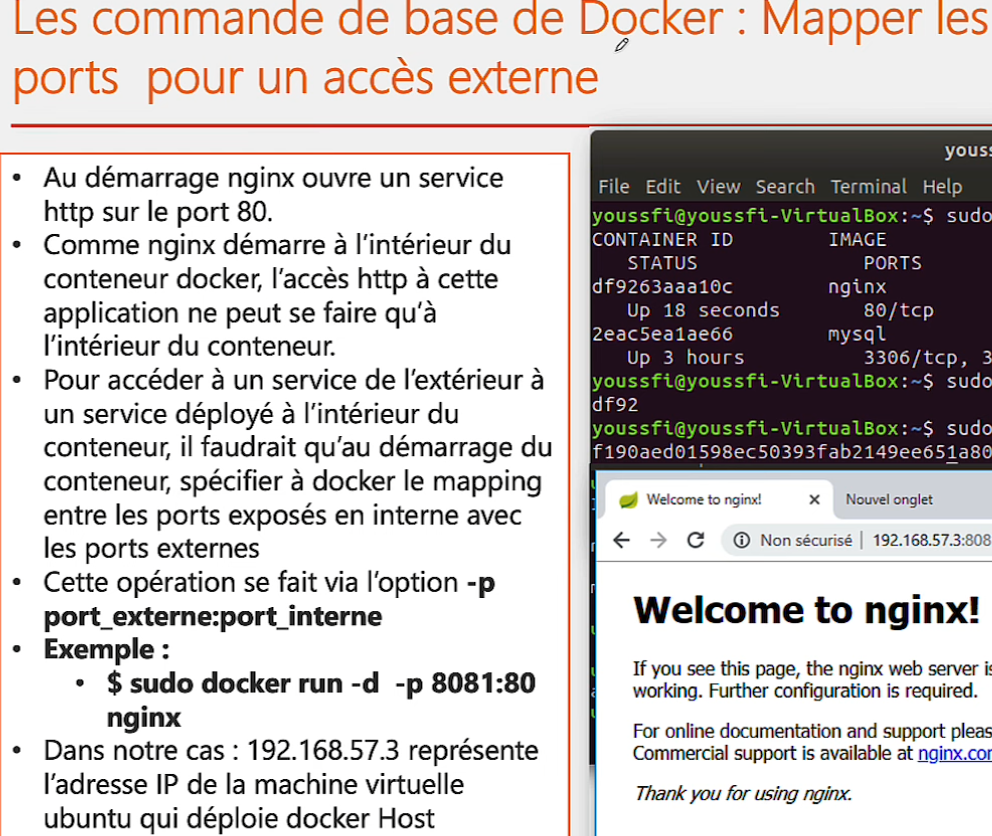 Les commande de base de Docker : Mapper les
ports pour un accès externe
• Au démarrage nginx ouvre un service
http sur le port 80.
• Comme nginx démarre à l'intérieur du
conteneur docker, l'accès http à cette
application ne peut se faire qu'à
l'intérieur du conteneur.
• Pour accéder à un service de l'extérieur à
un service déployé à l'intérieur du
conteneur, il faudrait qu'au démarrage du
conteneur, spécifier à docker le mapping
entre les ports exposés en interne avec
les ports externes
• Cette opération se fait via l'option -p
port_externe:port_interne
• Exemple :
• $ sudo docker run -d -p 8081:80
nginx
• Dans notre cas : 192.168.57.3 représente
l'adresse IP de la machine virtuelle
ubuntu qui déploie docker Host
youss
File Edit View Search Terminal Help
youssfi@youssfi-VirtualBox:~$ sudo
CONTAINER ID IMAGE
STATUS PORTS
df9263aaa10c nginx
Up 18 seconds 80/tcp
2eac5ea1ae66 mysql
Up 3 hours 3306/tcp, 3
youssfi@youssfi-VirtualBox:~$ sudo
df92
youssfi@youssfi-VirtualBox:~$ sudo
f190aed01598ec50393fab2149ee651a80
Welcome to nginx! × Nouvel onglet
Non sécurisé | 192.168.57.3:808
Welcome to nginx!
If you see this page, the nginx web server is
working. Further configuration is required.
For online documentation and support pleas
Commercial support is available at nginx.cor
Thank you for using nginx.